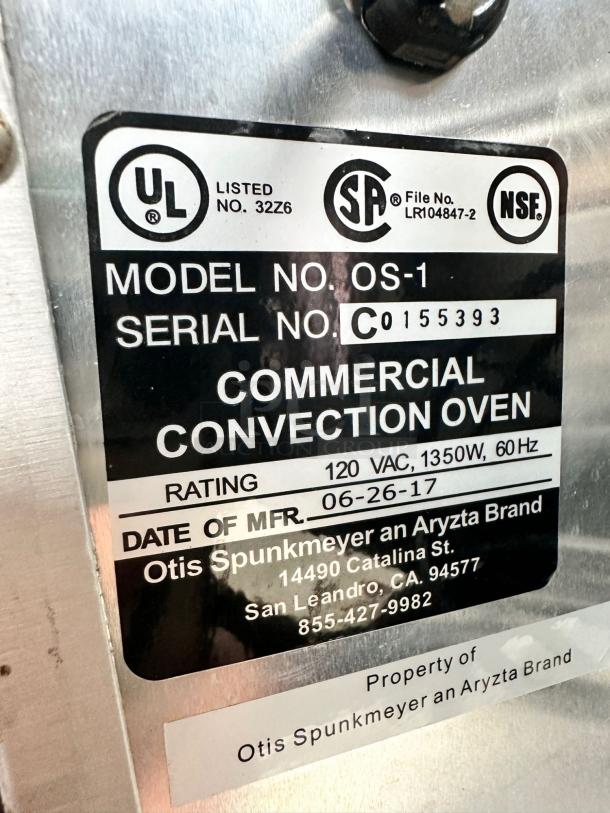 UL
®
LISTED
NO. 32Z6
SA ®
File No.
LR104847-2
NSF®
MODEL NO. OS-1
SERIAL NO. C0155393
COMMERCIAL
CONVECTION OVEN
RATING 120 VAC, 1350W, 60Hz
DATE OF MFR. 06-26-17
Otis Spunkmeyer an Aryzta Brand
14490 Catalina St.
San Leandro, CA. 94577
855-427-9982
Property of
Otis Spunkmeyer an Aryzta Brand